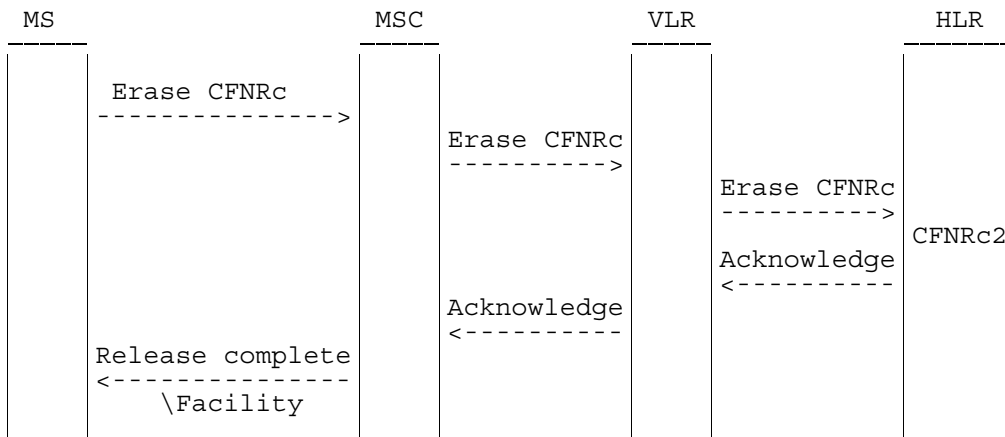 MS MSC VLR HLR
Erase CFNRc
--------------->
Erase CFNRc
---------->
Erase CFNRc
---------->
CFNRc2
Acknowledge
<----------
Acknowledge
<----------
Release complete
<---------------
\Facility